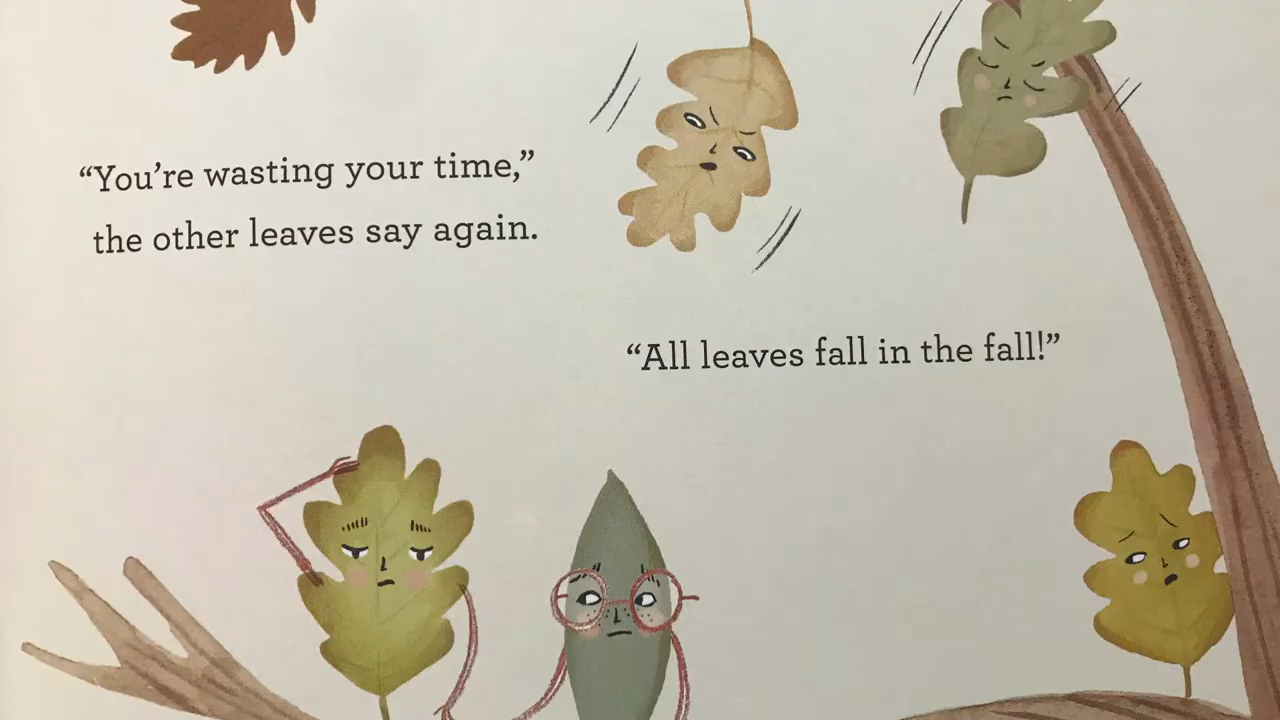 “You’re wasting your time,”
the other leaves say again.
“All leaves fall in the fall!”